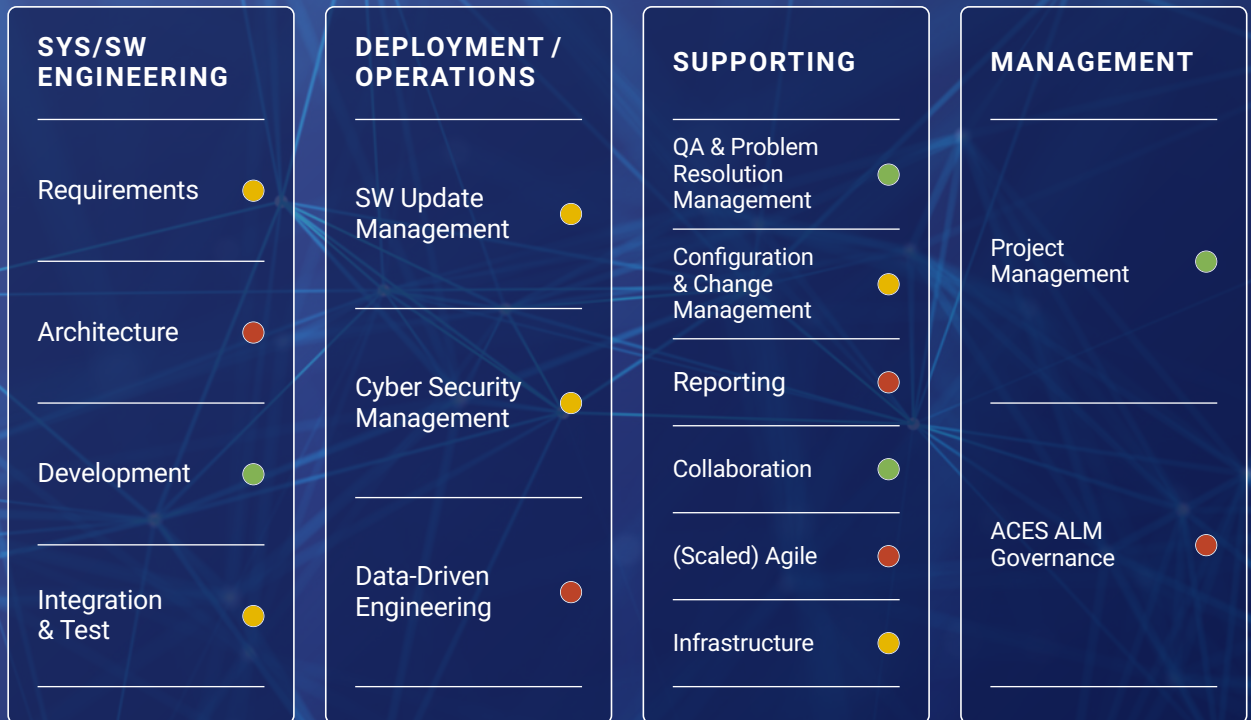 SYS/SW
ENGINEERING
Requirements
Architecture
Development
Integration
& Test
DEPLOYMENT /
OPERATIONS
SW Update
Management
Cyber Security
Management
Data-Driven
Engineering
SUPPORTING
QA & Problem
Resolution
Management
Configuration
& Change
Management
Reporting
Collaboration
(Scaled) Agile
Infrastructure
MANAGEMENT
Project
Management
ACES ALM
Governance